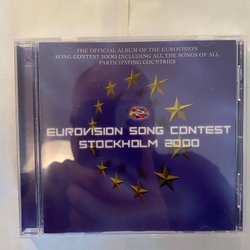 THE OFFICIAL ALBUM OF THE EUROVISION
SONG CONTEST 2000 INCLUDING ALL THE SONGS OF ALL
PARTICIPATING COUNTRIES
EUROVISION SONG CONTEST
STOCKHOLM 2000